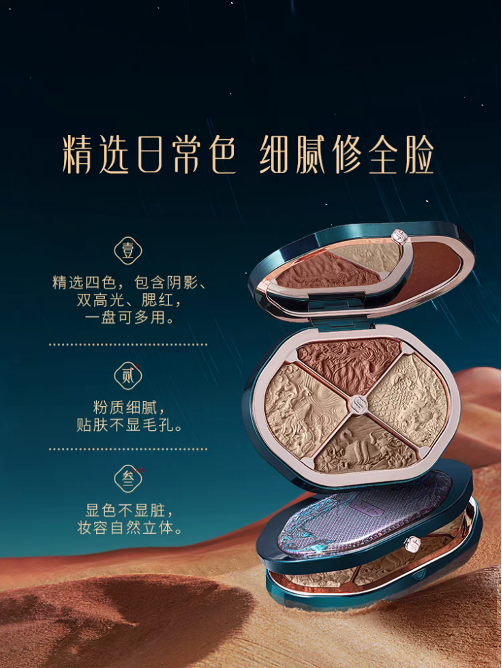 精选日常色 细腻修全脸
壹
精选四色，包含阴影、
双高光、腮红，
一盘可多用。
贰
粉质细腻，
贴肤不显毛孔。
叁
显色不显脏，
妆容自然立体。